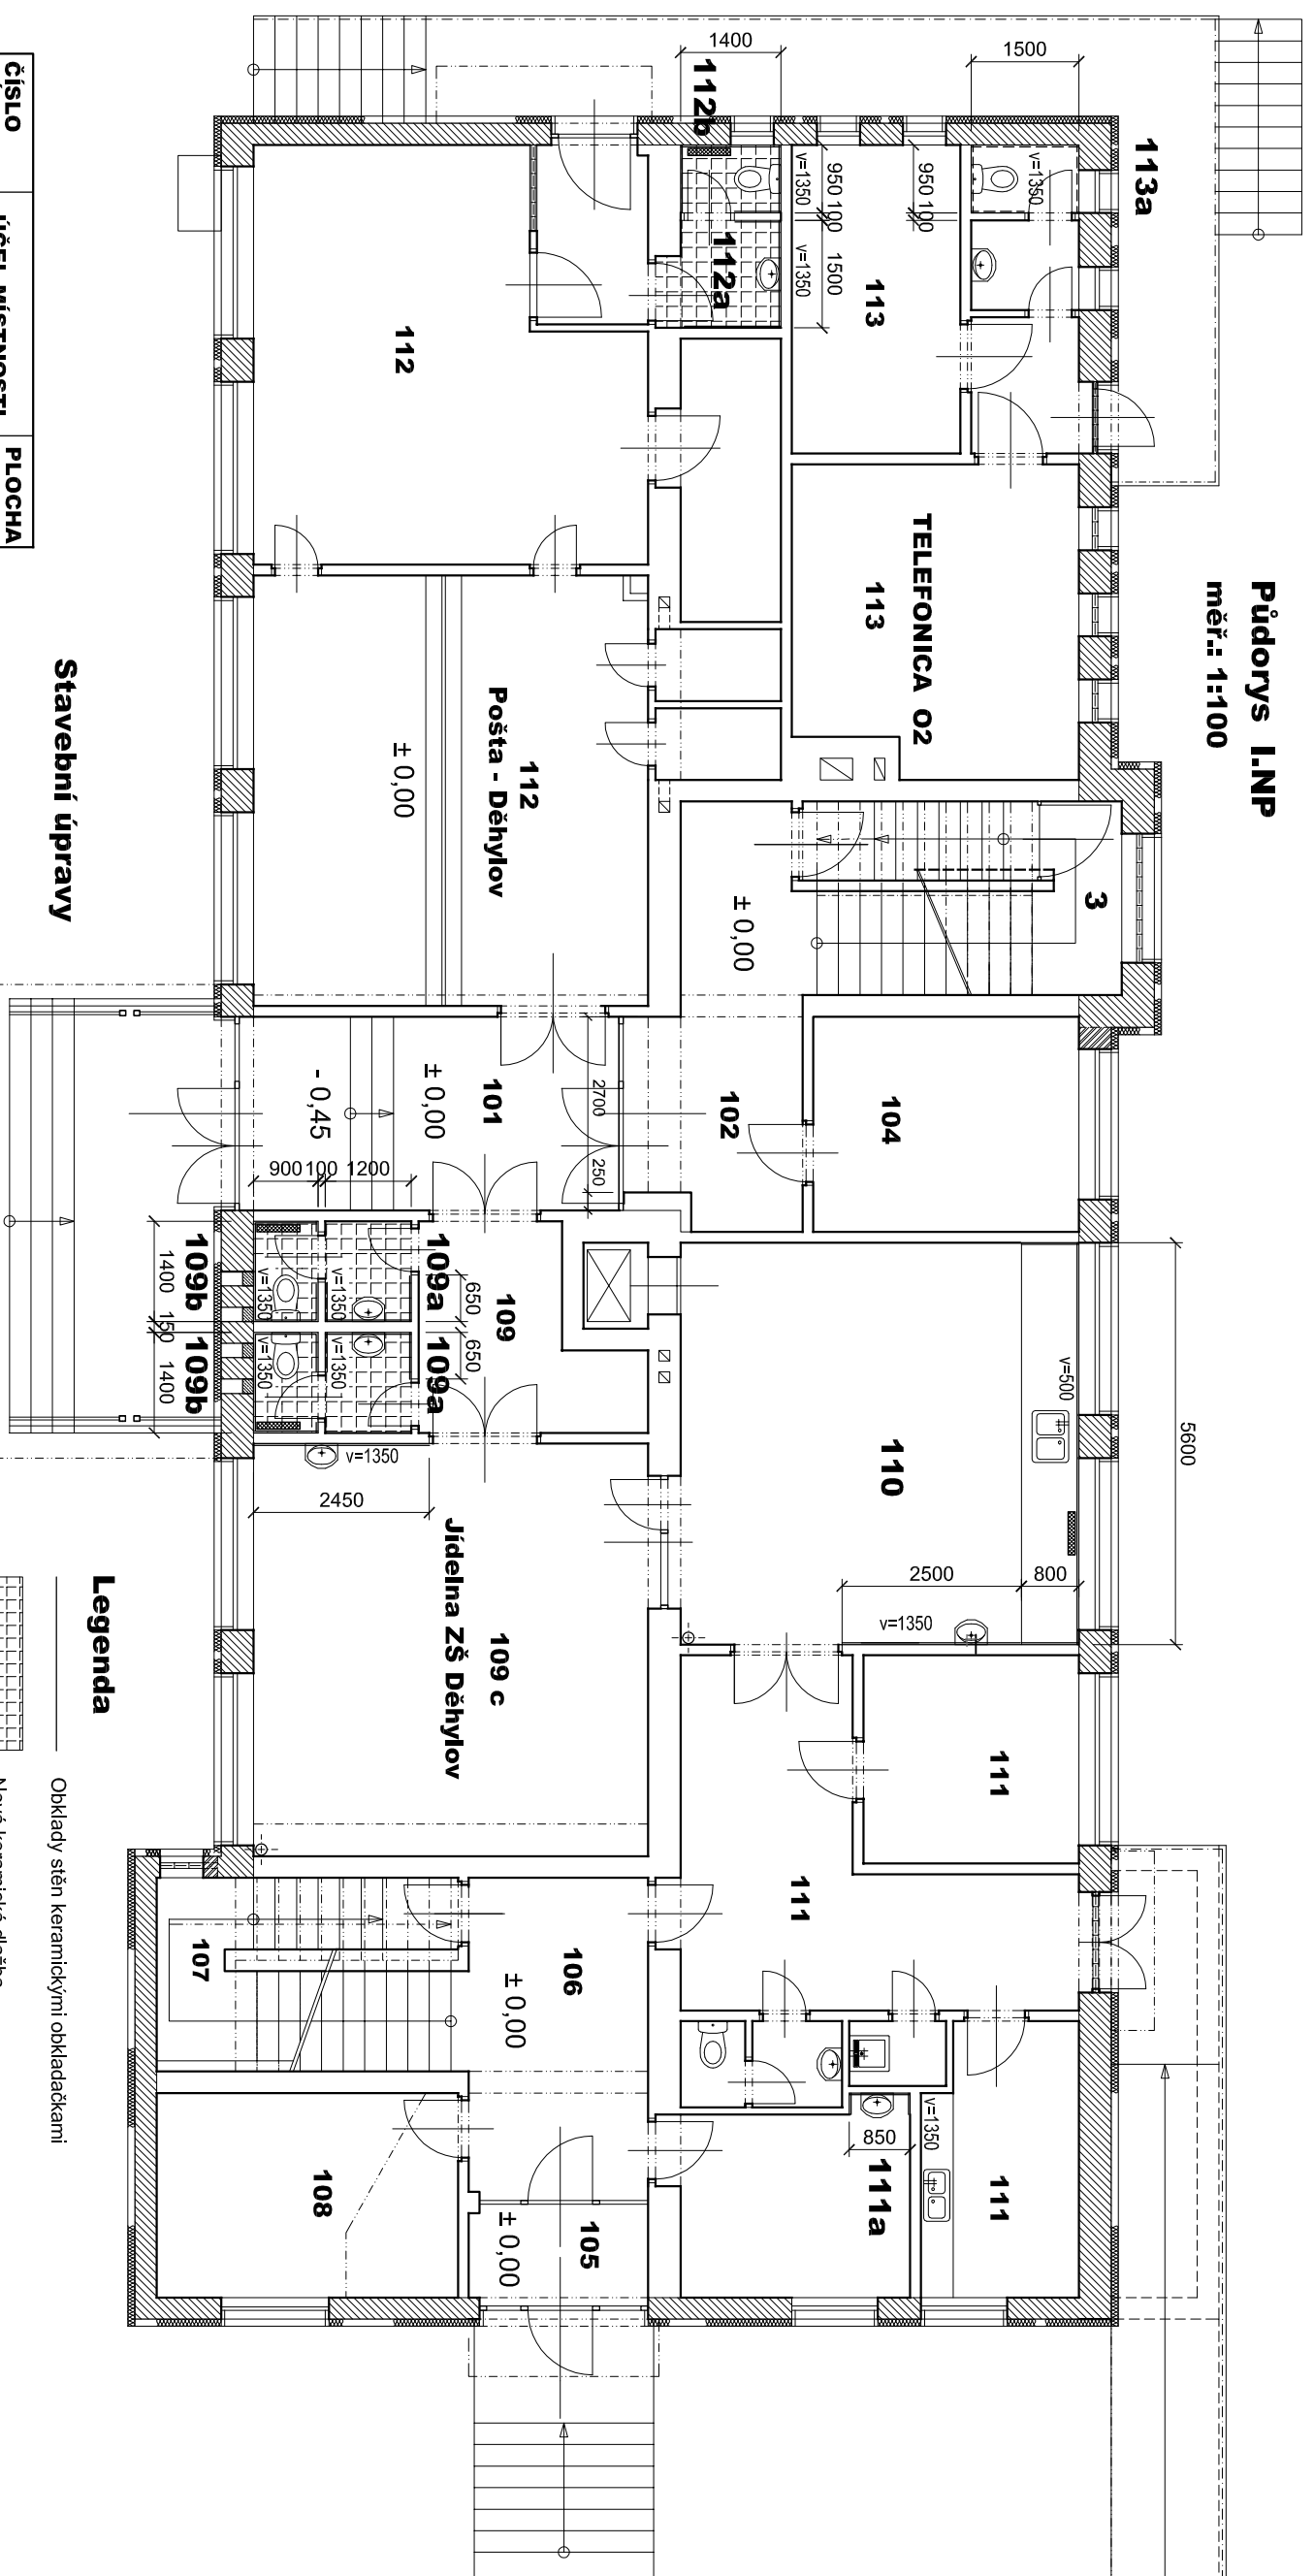 Půdorys I.NP
měř.: 1:100
113a
1500
1400
112b
v=1350
950 100
950 100
v=1350
v=1350
1500
112a
113
112
TELEFONICA O2
113
112
Pošta - Děhylov
± 0,00
3
± 0,00
104
102
101
± 0,00
- 0,45
2700
250
900 100 1200
109a
109a
109b
109b
109
650
650
v=1350
v=1350
v=1350
v=1350
1400
150
1400
v=1350
2450
110
v=500
5600
2500
800
v=1350
109 c
Jídelna ZŠ Děhylov
111
111
106
± 0,00
107
111
v=1350
850
111a
108
105
± 0,00
Stavební úpravy
ČÍSLO
ÚČEL MÍSTNOSTI
PLOCHA
Legenda
Obklady stěn keramickými obkladačkami